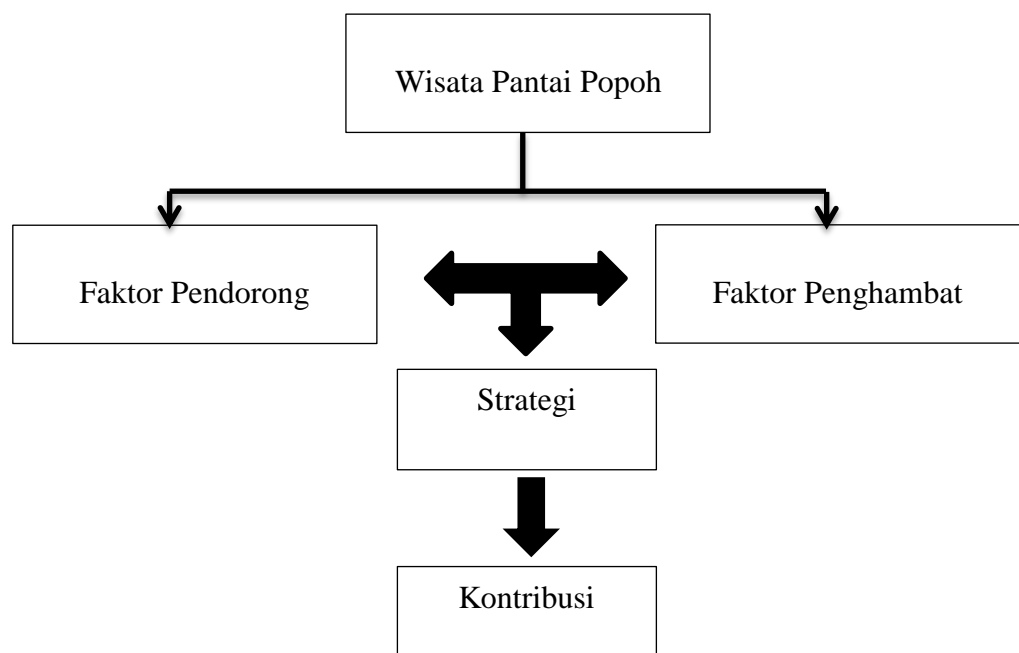 Wisata Pantai Popoh
Faktor Pendorong
Faktor Penghambat
Strategi
Kontribusi